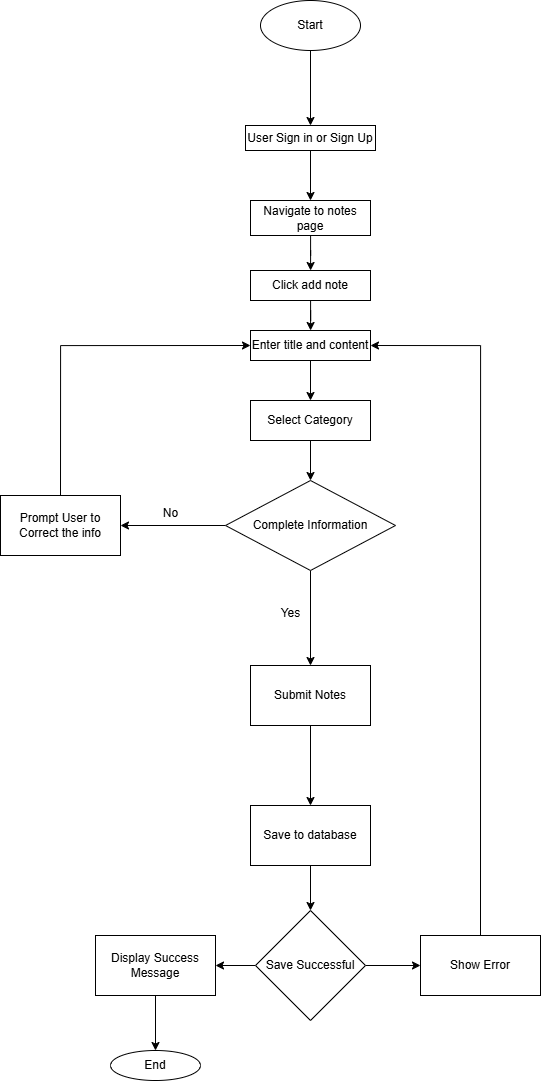 Start
User Sign in or Sign Up
Navigate to notes
page
Click add note
Enter title and content
Select Category
Complete Information
No
Prompt User to
Correct the info
Yes
Submit Notes
Save to database
Save Successful
Display Success
Message
Show Error
End